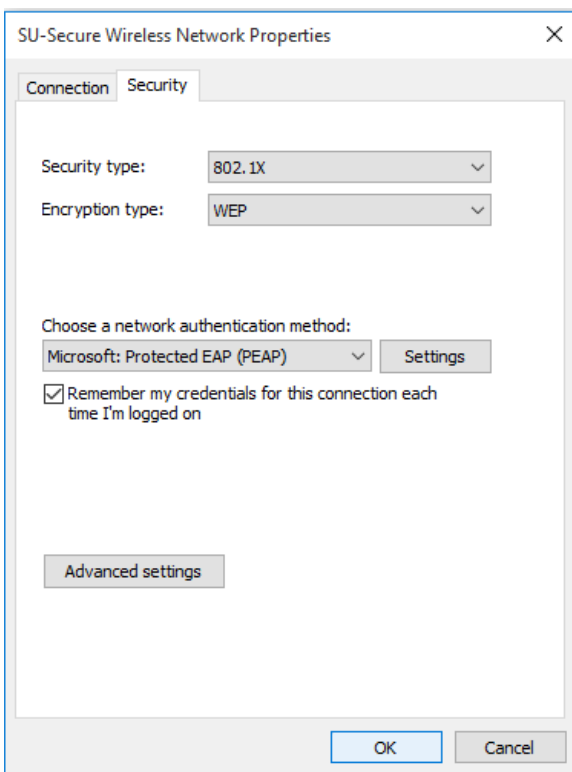 SU-Secure Wireless Network Properties
Connection Security
Security type: 802.1X
Encryption type: WEP
Choose a network authentication method:
Microsoft: Protected EAP (PEAP) Settings
Remember my credentials for this connection each
time I'm logged on
Advanced settings
OK Cancel